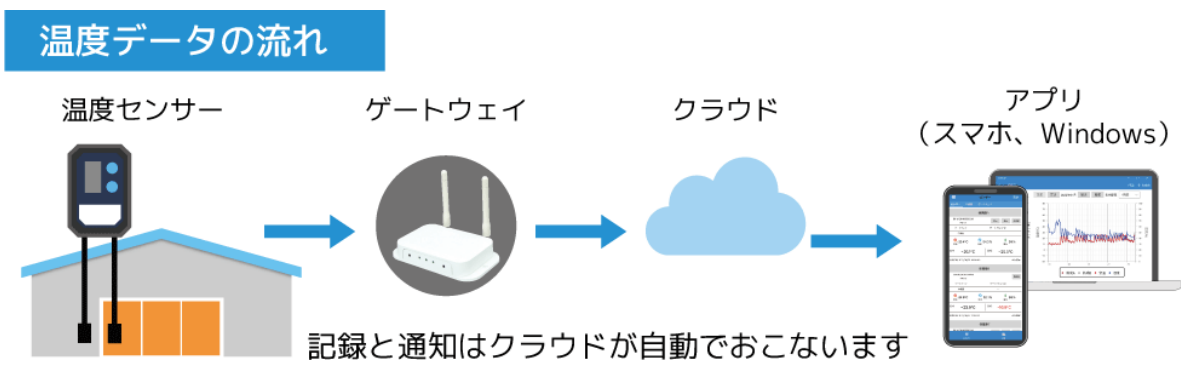 温度データの流れ
温度センサー
ゲートウェイ
クラウド
アプリ
（スマホ、Windows）
記録と通知はクラウドが自動でおこないます